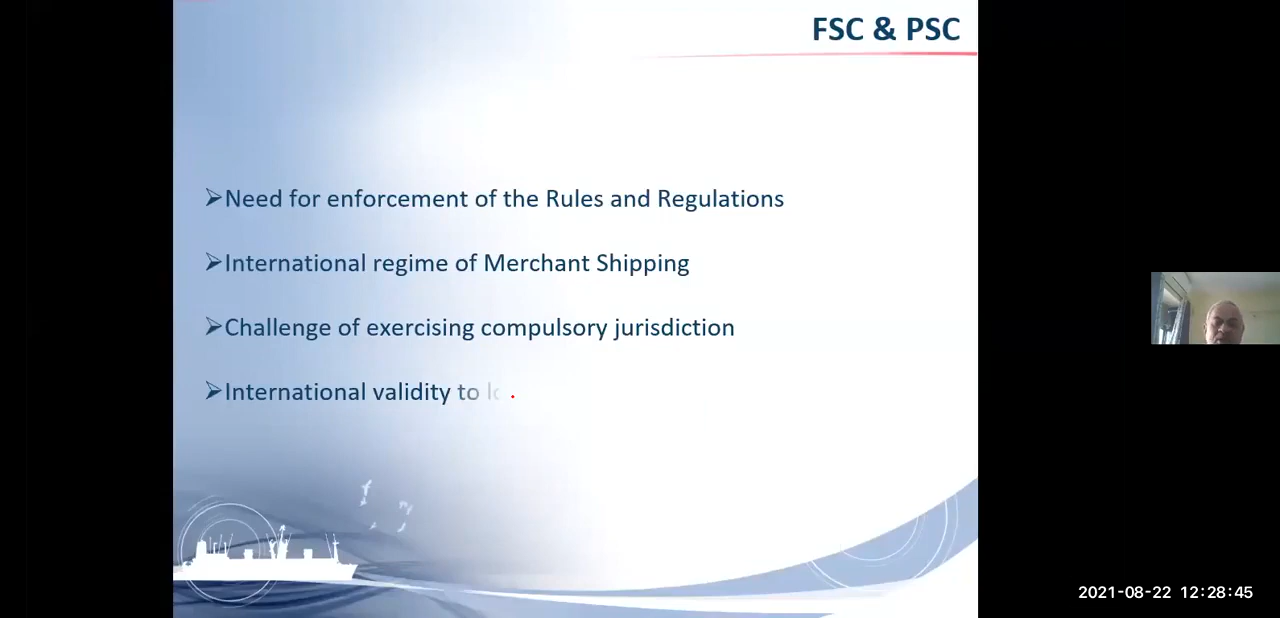 FSC & PSC
➢Need for enforcement of the Rules and Regulations
➢International regime of Merchant Shipping
➢Challenge of exercising compulsory jurisdiction
➢International validity to
2021-08-22 12:28:45